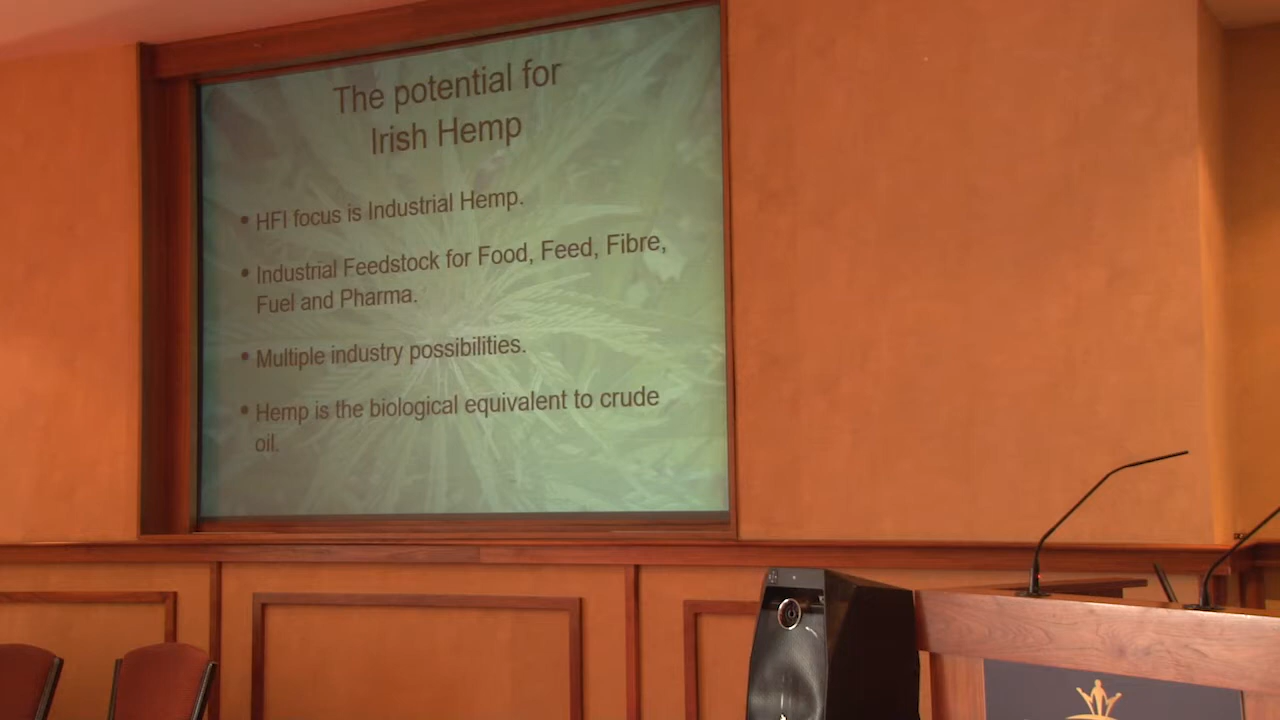 The potential for
Irish Hemp
• HFI focus is Industrial Hemp.
• Industrial Feedstock for Food, Feed, Fibre,
Fuel and Pharma.
• Multiple industry possibilities.
• Hemp is the biological equivalent to crude
oil.